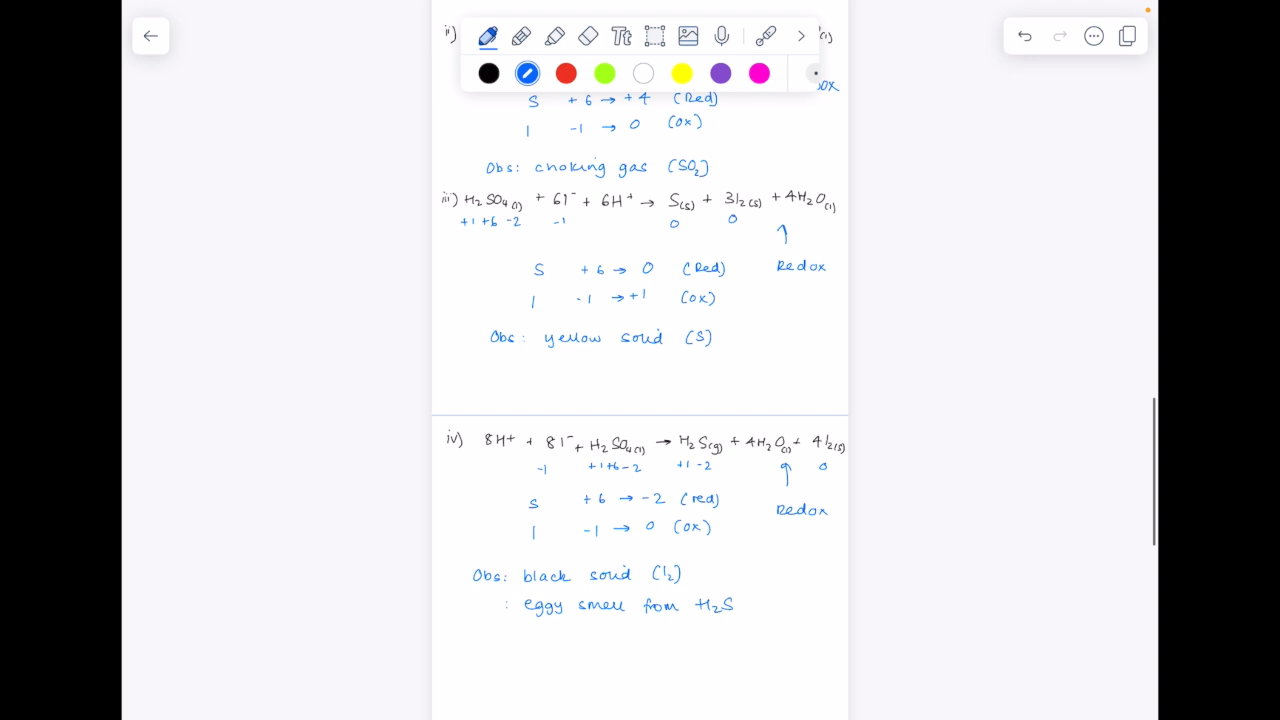 ii) (l)
Tt
sox
S +6 → +4 (Red)
I -1 → 0 (Ox)
Obs: choking gas (SO₂)
iii) H₂SO₄(l) + 6I⁻ + 6H⁺ → S(s) + 3I₂(s) + 4H₂O(l)
+1 +6 -2 -1 0 0
S +6 → 0 (Red) Redox
I -1 → +1 (Ox)
Obs: yellow solid (S)
iv) 8H+ + 8I⁻ + H₂SO₄(l) → H₂S(g) + 4H₂O(l) + 4I₂(s)
-1 +1+6-2 +1 -2 0
S +6 → -2 (red) Redox
I -1 → 0 (Ox)
Obs: black solid (I₂)
: eggy smell from H₂S